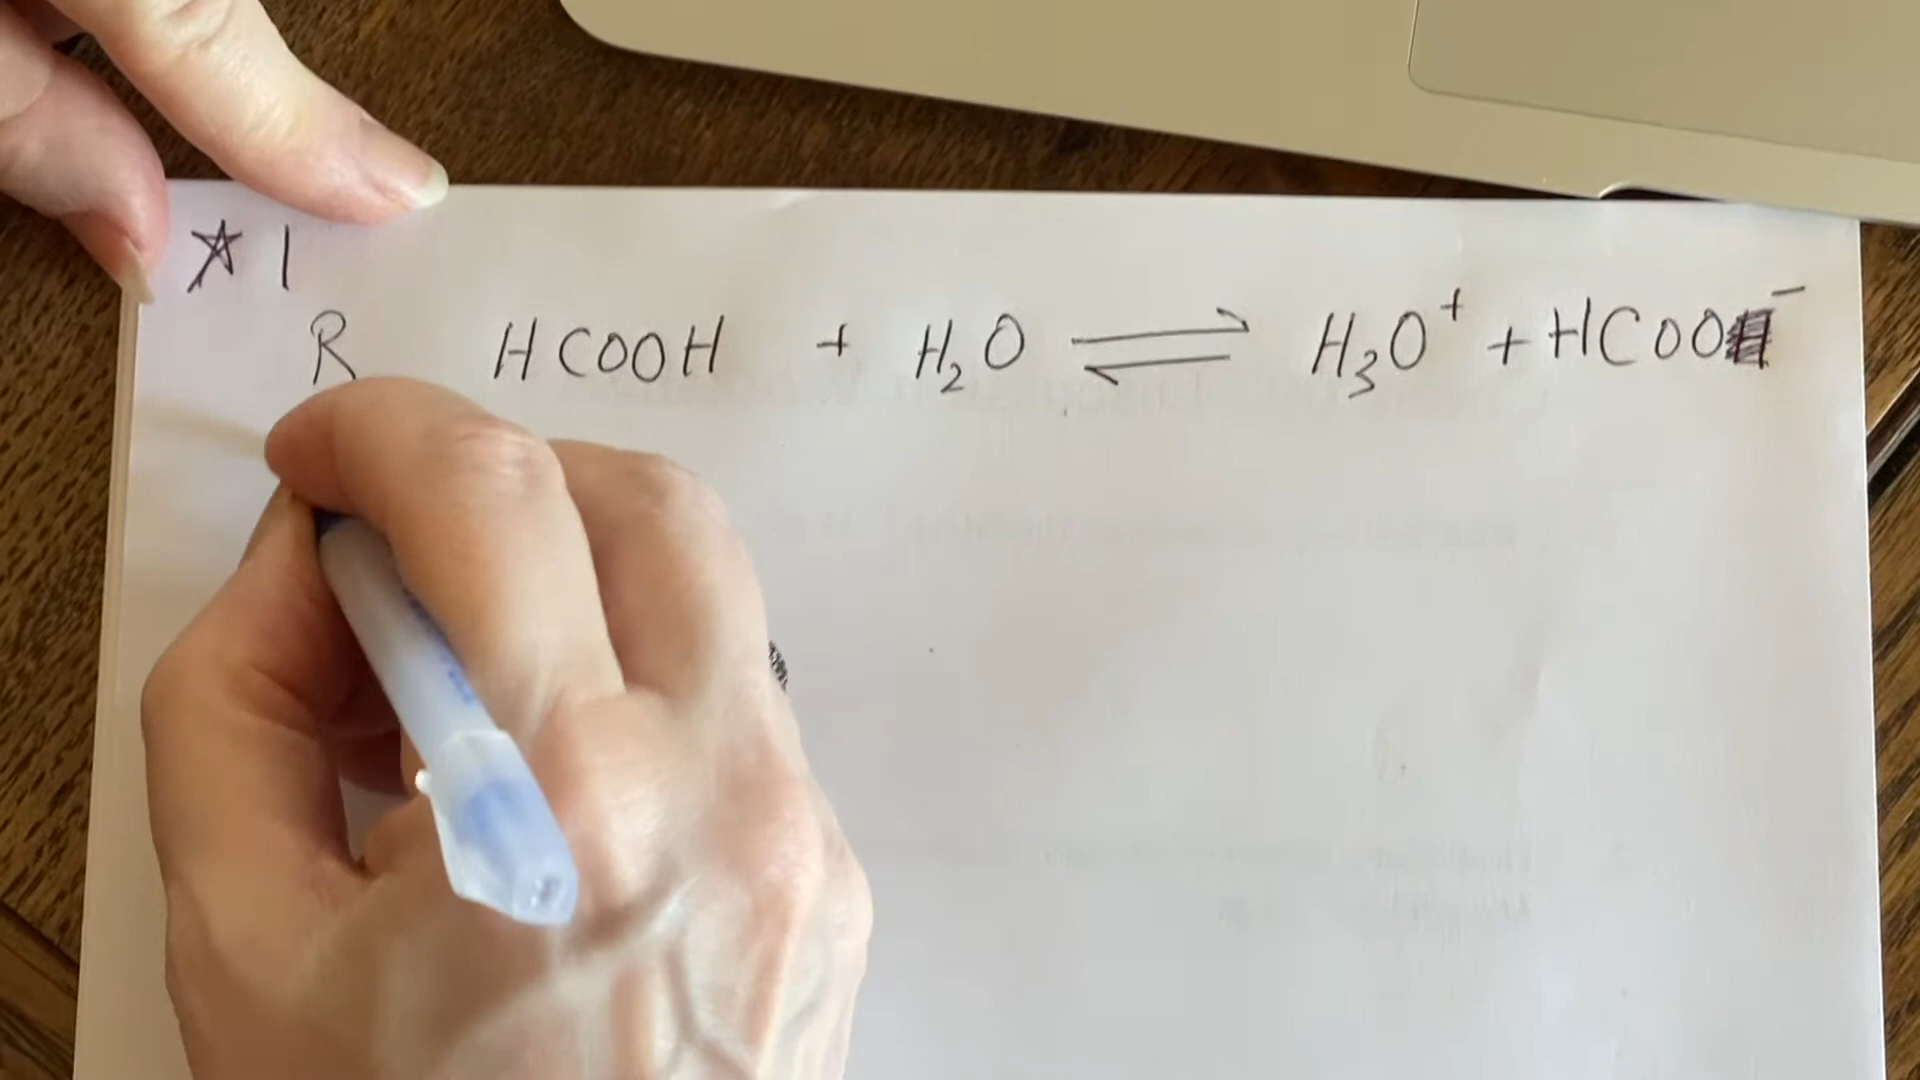 ☆ 1
R HCOOH + H₂O ⇌ H₃O⁺ + HCOO⁻